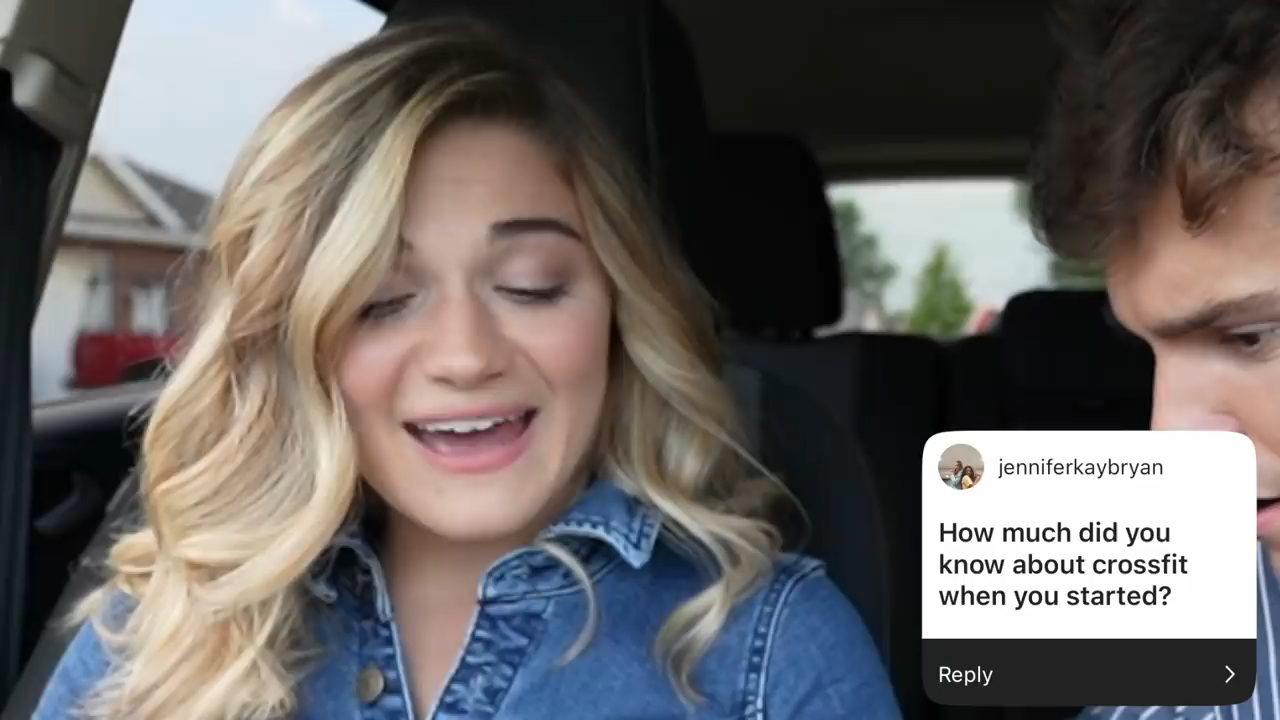 jenniferkaybryan
How much did you
know about crossfit
when you started?
Reply